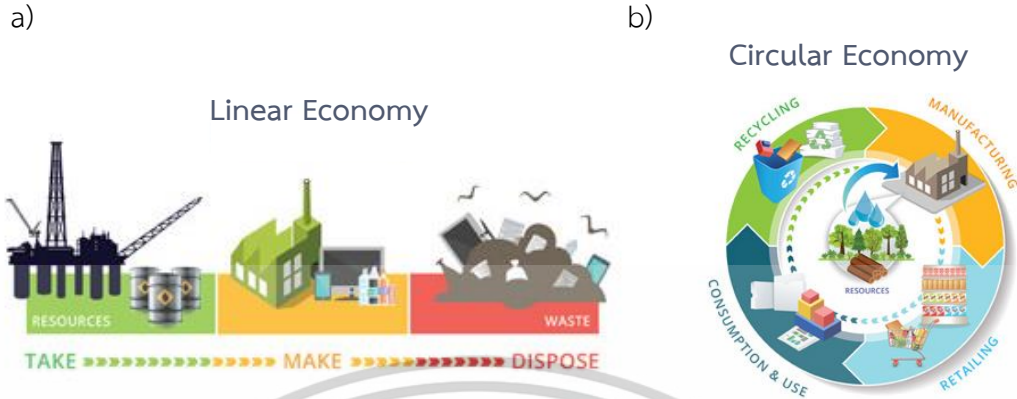 a)
Linear Economy
RESOURCES
WASTE
TAKE MAKE DISPOSE
b)
Circular Economy
RECYCLING
MANUFACTURING
RESOURCES
CONSUMPTION & USE
RETAILING